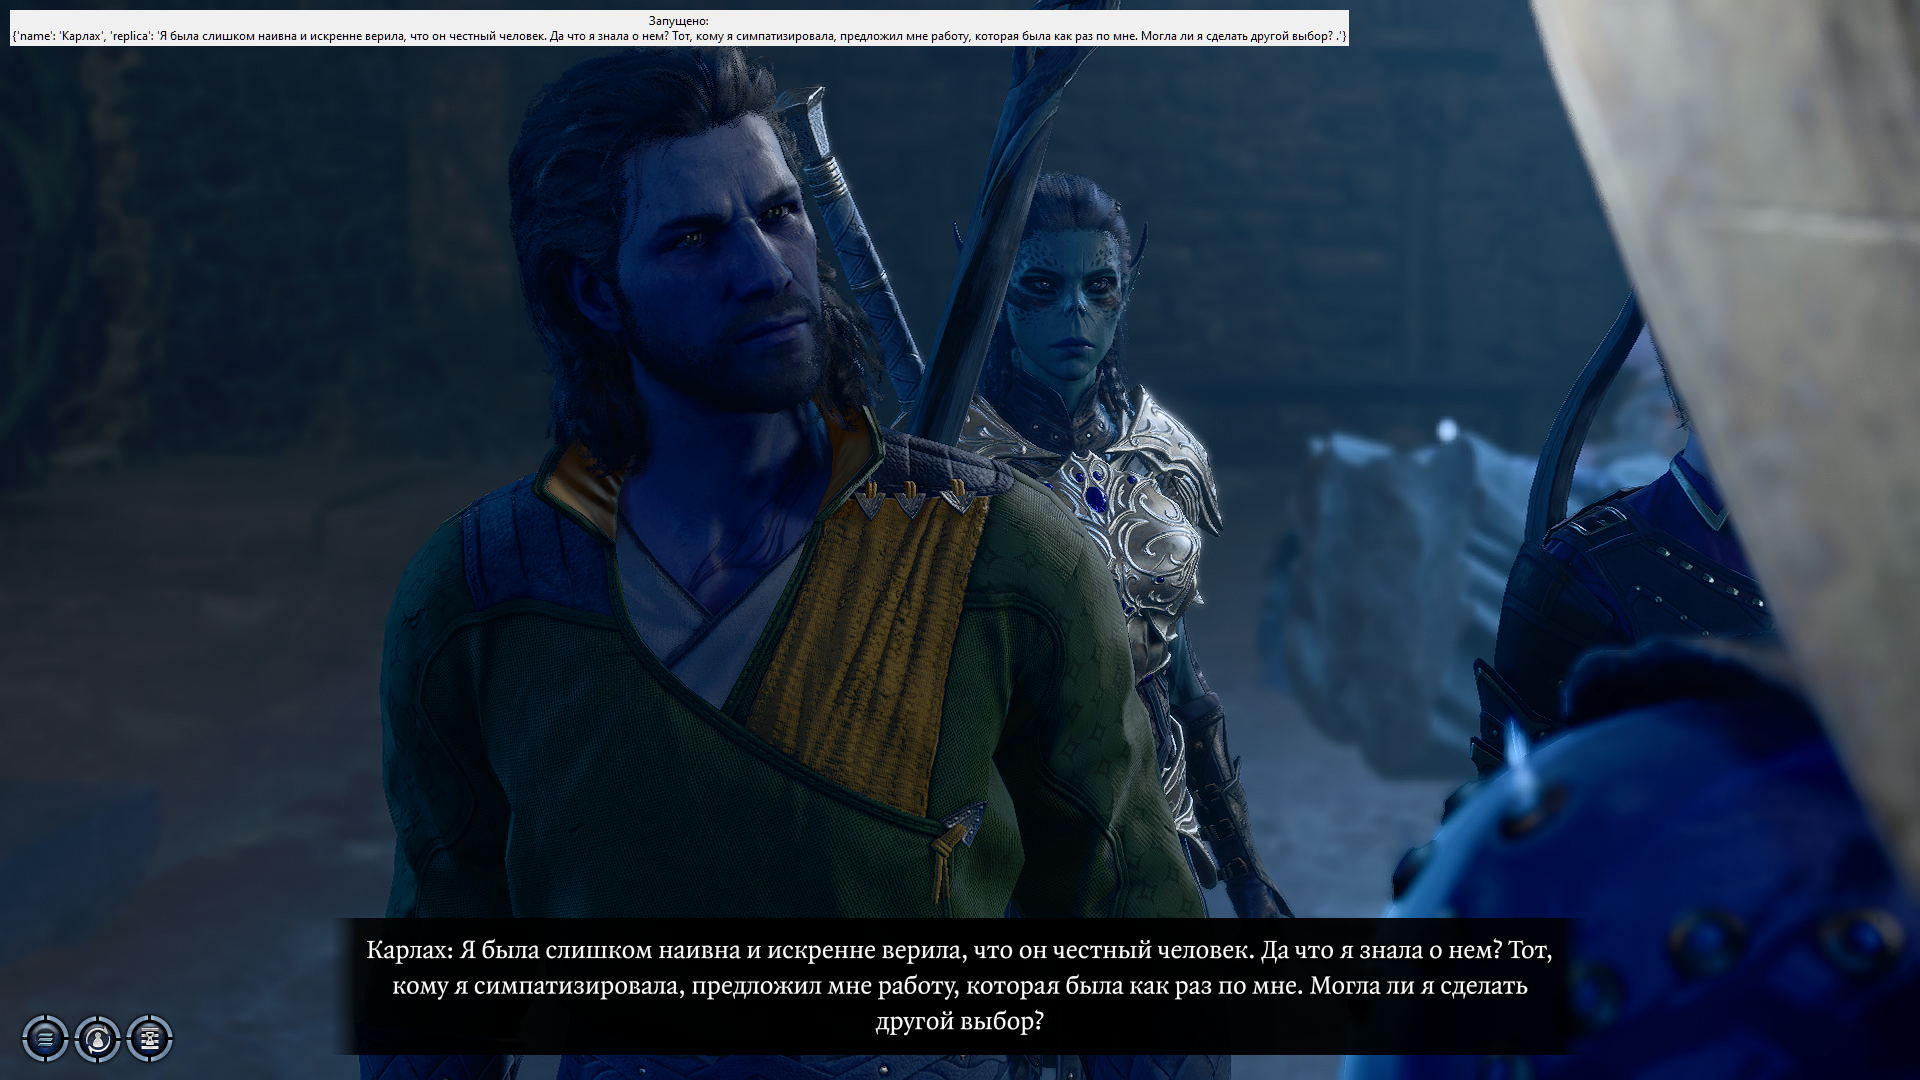 Запущено:
{'name': 'Карлах', 'replica': 'Я была слишком наивна и искренне верила, что он честный человек. Да что я знала о нем? Тот, кому я симпатизировала, предложил мне работу, которая была как раз по мне. Могла ли я сделать другой выбор? .'}
Карлах: Я была слишком наивна и искренне верила, что он честный человек. Да что я знала о нем? Тот,
кому я симпатизировала, предложил мне работу, которая была как раз по мне. Могла ли я сделать
другой выбор?